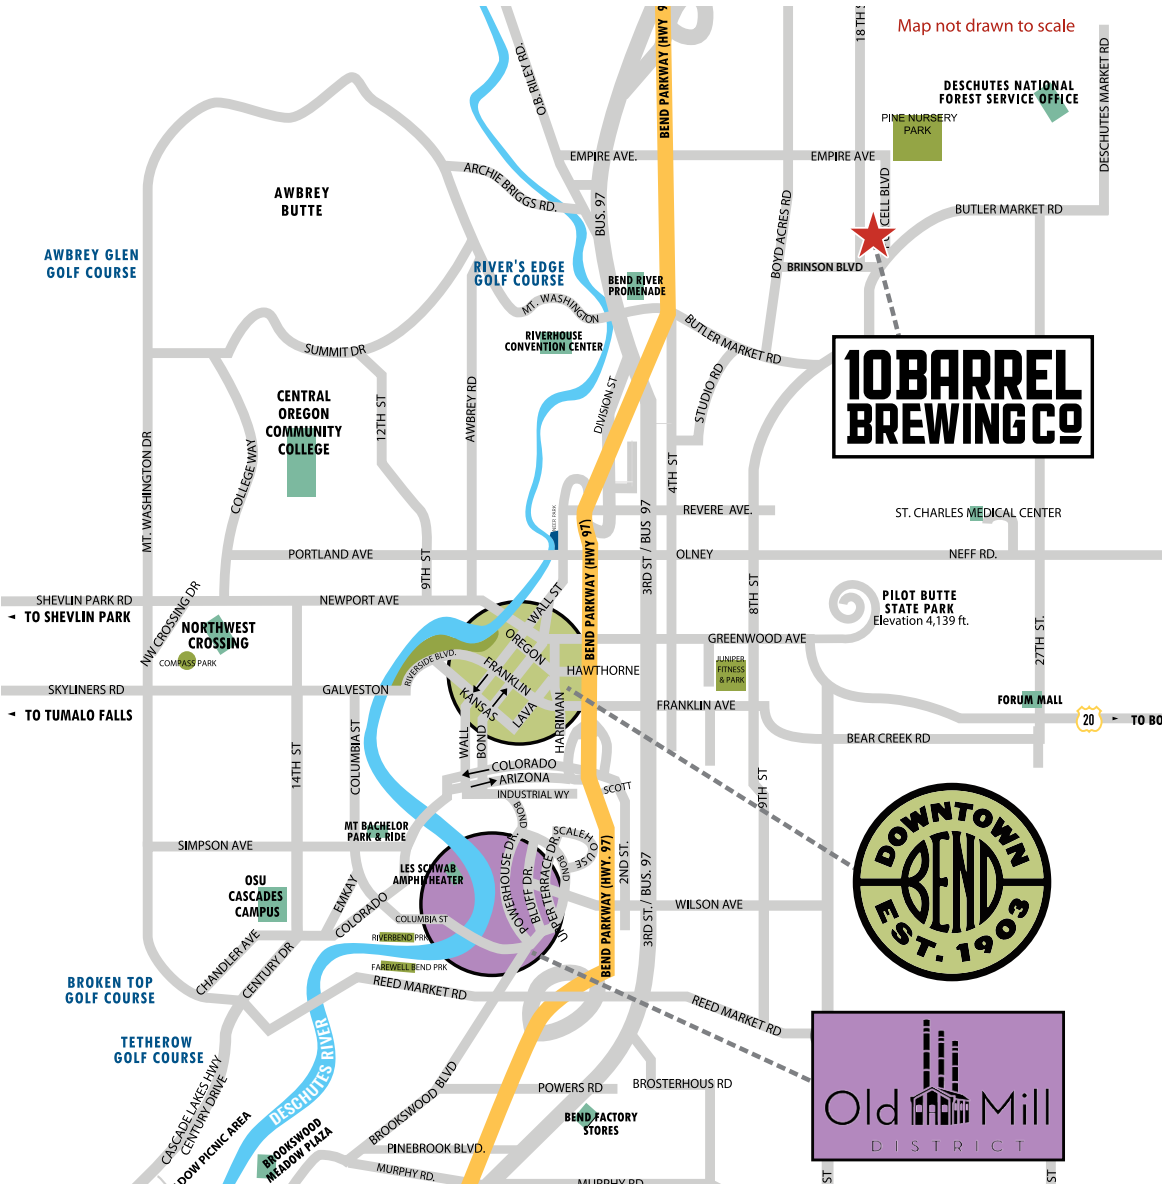 Map not drawn to scale
18TH S
BEND PARKWAY (HWY 9
O.B. RILEY RD.
DESCHUTES MARKET RD
DESCHUTES NATIONAL
FOREST SERVICE OFFICE
PINE NURSERY
PARK
EMPIRE AVE.
EMPIRE AVE
ARCHIE BRIGGS RD.
AWBREY
BUTTE
BUS. 97
BOYD ACRES RD
CELL BLVD
BUTLER MARKET RD
AWBREY GLEN
GOLF COURSE
RIVER'S EDGE
GOLF COURSE
BEND RIVER
PROMENADE
BRINSON BLVD
MT. WASHINGTON
BUTLER MARKET RD
RIVERHOUSE
CONVENTION CENTER
SUMMIT DR
10 BARREL
BREWING CO
CENTRAL
OREGON
COMMUNITY
COLLEGE
12TH ST
AWBREY RD
DIVISION ST
STUDIO RD
MT. WASHINGTON DR
COLLEGE WAY
4TH ST
3RD ST / BUS 97
REVERE AVE.
ST. CHARLES MEDICAL CENTER
PORTLAND AVE
9TH ST
BEND PARKWAY (HWY 97)
OLNEY
NEFF RD.
8TH ST
SHEVLIN PARK RD
NEWPORT AVE
WALL ST
PILOT BUTTE
STATE PARK
Elevation 4,139 ft.
TO SHEVLIN PARK
NW CROSSING DR
NORTHWEST
CROSSING
COMPASS PARK
OREGON
GREENWOOD AVE
27TH ST.
RIVERSIDE BLVD.
FRANKLIN
HAWTHORNE
JUNIPER
FITNESS
& PARK
SKYLINERS RD
GALVESTON
KANSAS
LAVA
HARRIMAN
FRANKLIN AVE
FORUM MALL
TO TUMALO FALLS
20
TO BO
COLUMBIA ST
14TH ST
WALL
BOND
BEAR CREEK RD
COLORADO
ARIZONA
INDUSTRIAL WY
SCOTT
9TH ST
BOND
MT BACHELOR
PARK & RIDE
SCALEHOUSE
SIMPSON AVE
POWERHOUSE DR.
BLUFF DR.
UPPER TERRACE DR.
BOND
2ND ST.
BEND PARKWAY (HWY. 97)
3RD ST. / BUS. 97
DOWNTOWN
BEND
EST. 1903
LES SCHWAB
AMPHITHEATER
OSU
CASCADES
CAMPUS
EMKAY
COLORADO
COLUMBIA ST
WILSON AVE
RIVERBEND PRK
CHANDLER AVE
CENTURY DR
FAREWELL BEND PRK
BROKEN TOP
GOLF COURSE
REED MARKET RD
REED MARKET RD
TETHEROW
GOLF COURSE
DESCHUTES RIVER
CASCADE LAKES HWY
CENTURY DRIVE
BROOKSWOOD BLVD
POWERS RD
BROSTERHOUS RD
Old Mill
DISTRICT
BEND FACTORY
STORES
DOW PICNIC AREA
BROOKSWOOD
MEADOW PLAZA
PINEBROOK BLVD.
MURPHY RD.
MURPHY RD
ST
ST